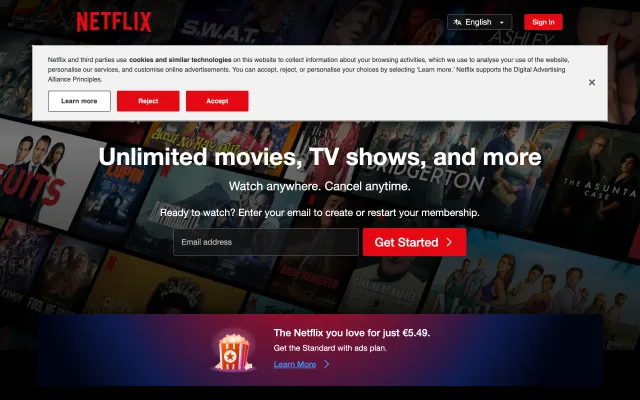 NETFLIX
English
Sign In
S.W.A.T.
ASHLEY
Netflix and third parties use cookies and similar technologies on this website to collect information about your browsing activities, which we use to analyse your use of the website,
personalise our services, and customise online advertisements. You can accept, reject, or personalise your choices by selecting 'Learn more.' Netflix supports the Digital Advertising
Alliance Principles.
Learn more
Reject
Accept
Unlimited movies, TV shows, and more
SUITS
LUPIN
BRIDGERTON
THE ASUNTA
CASE
Watch anywhere. Cancel anytime.
Ready to watch? Enter your email to create or restart your membership.
Email address
Get Started
BABY REINDEER
FOOL ME ONCE
The Netflix you love for just €5.49.
Get the Standard with ads plan.
Learn More